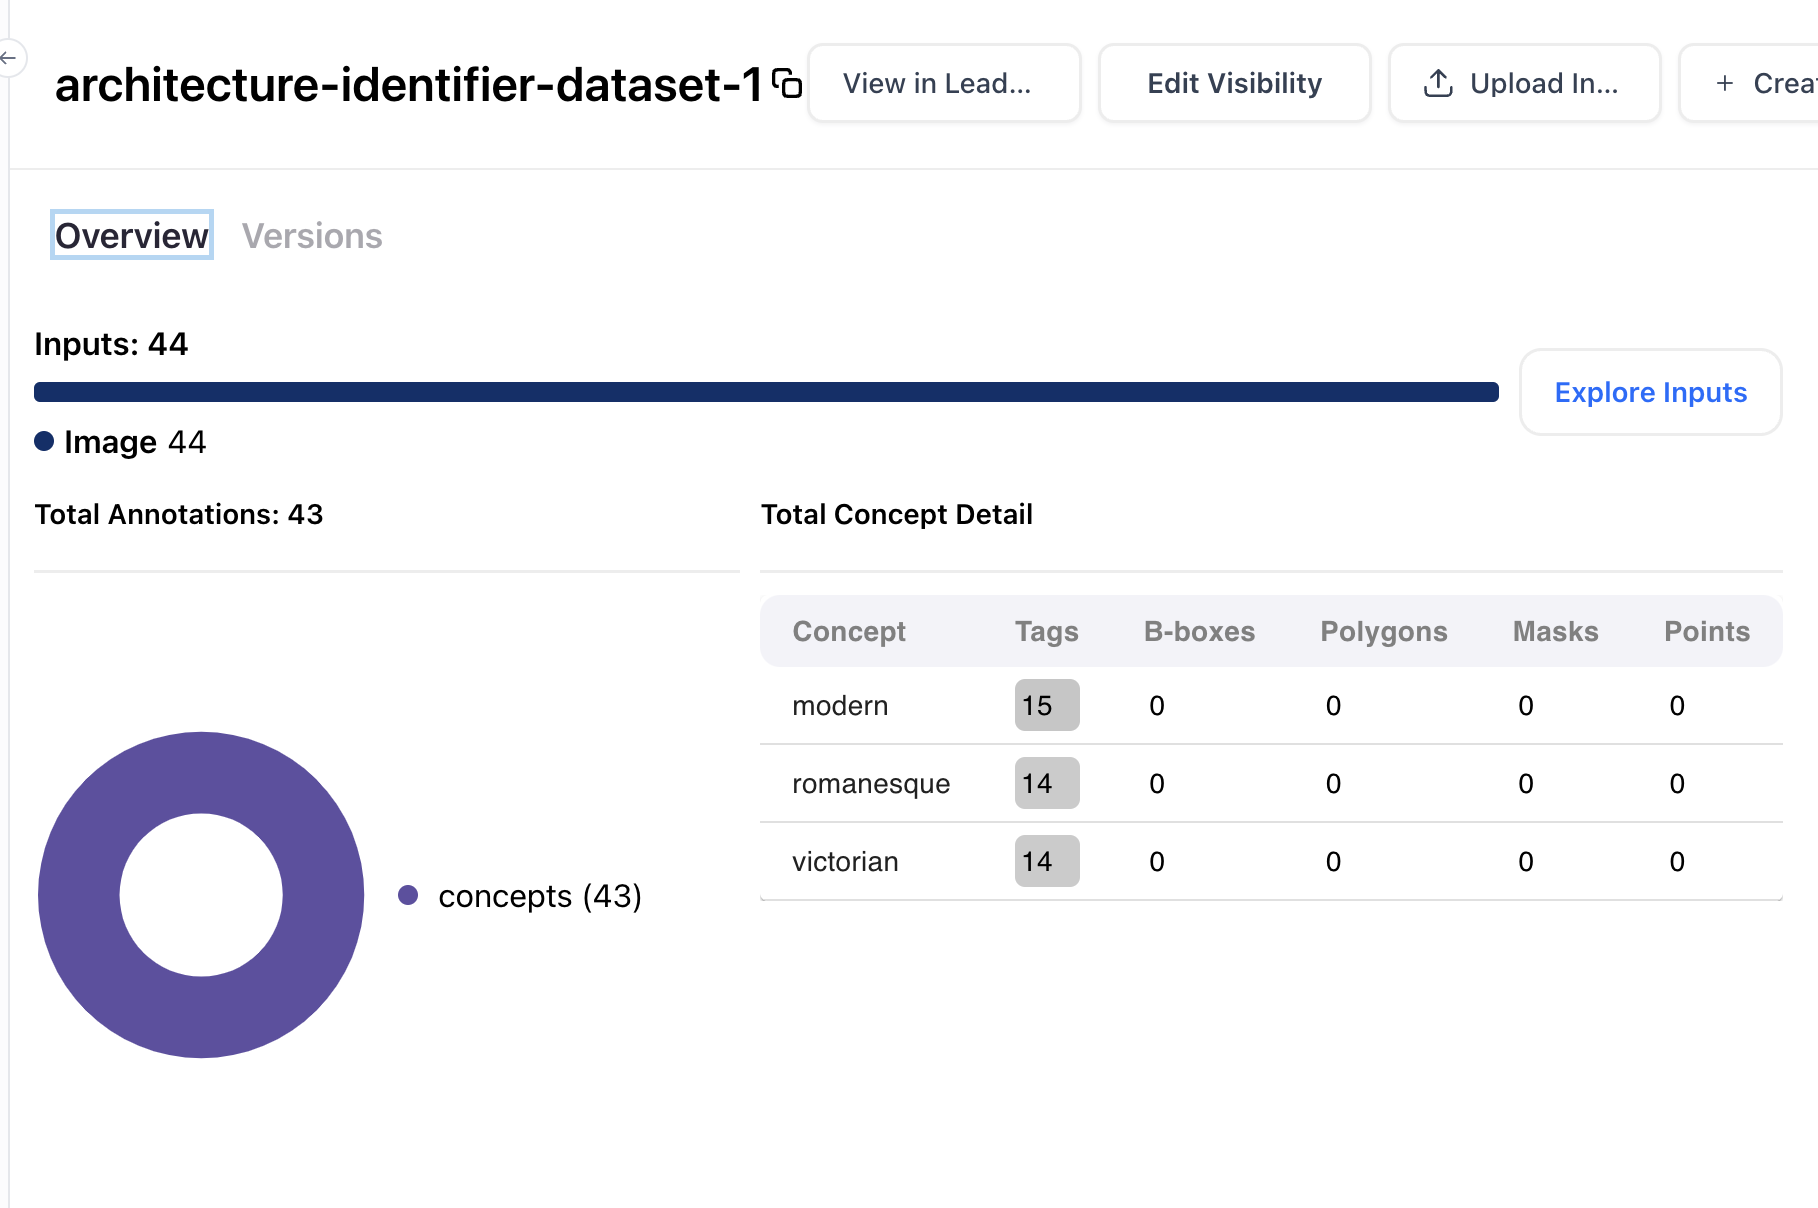 architecture-identifier-dataset-1
View in Lead...
Edit Visibility
Upload In...
+ Crea
Overview
Versions
Inputs: 44
Explore Inputs
Image 44
Total Annotations: 43
Total Concept Detail
Concept Tags B-boxes Polygons Masks Points
modern 15 0 0 0 0
romanesque 14 0 0 0 0
victorian 14 0 0 0 0
concepts (43)